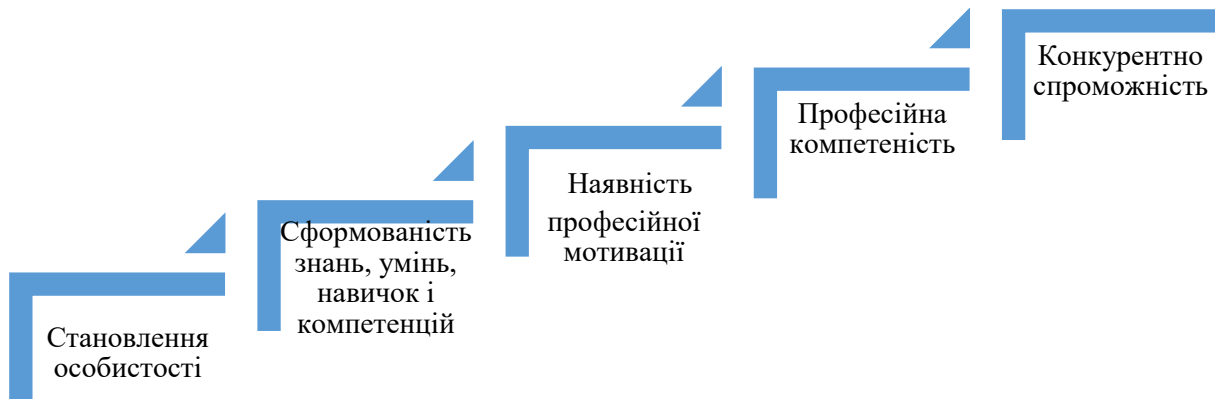 Становлення
особистості
Сформованість
знань, умінь,
навичок і
компетенцій
Наявність
професійної
мотивації
Професійна
компетеність
Конкурентно
спроможність